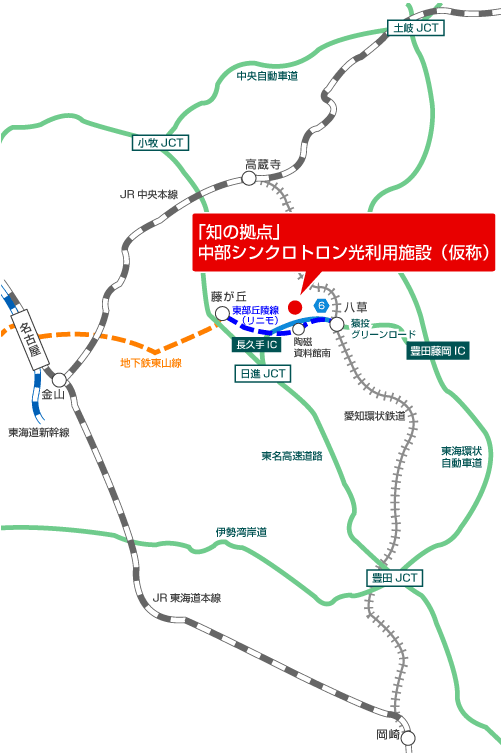 土岐 JCT
中央自動車道
小牧 JCT
高蔵寺
JR 中央本線
「知の拠点」
中部シンクロトロン光利用施設（仮称）
藤が丘
東部丘陵線
（リニモ）
6
八草
猿投
グリーンロード
名古屋
長久手 IC
陶磁
資料館南
豊田藤岡 IC
地下鉄東山線
日進 JCT
金山
愛知環状鉄道
東海道新幹線
東名高速道路
東海環状
自動車道
伊勢湾岸道
豊田 JCT
JR 東海道本線
岡崎